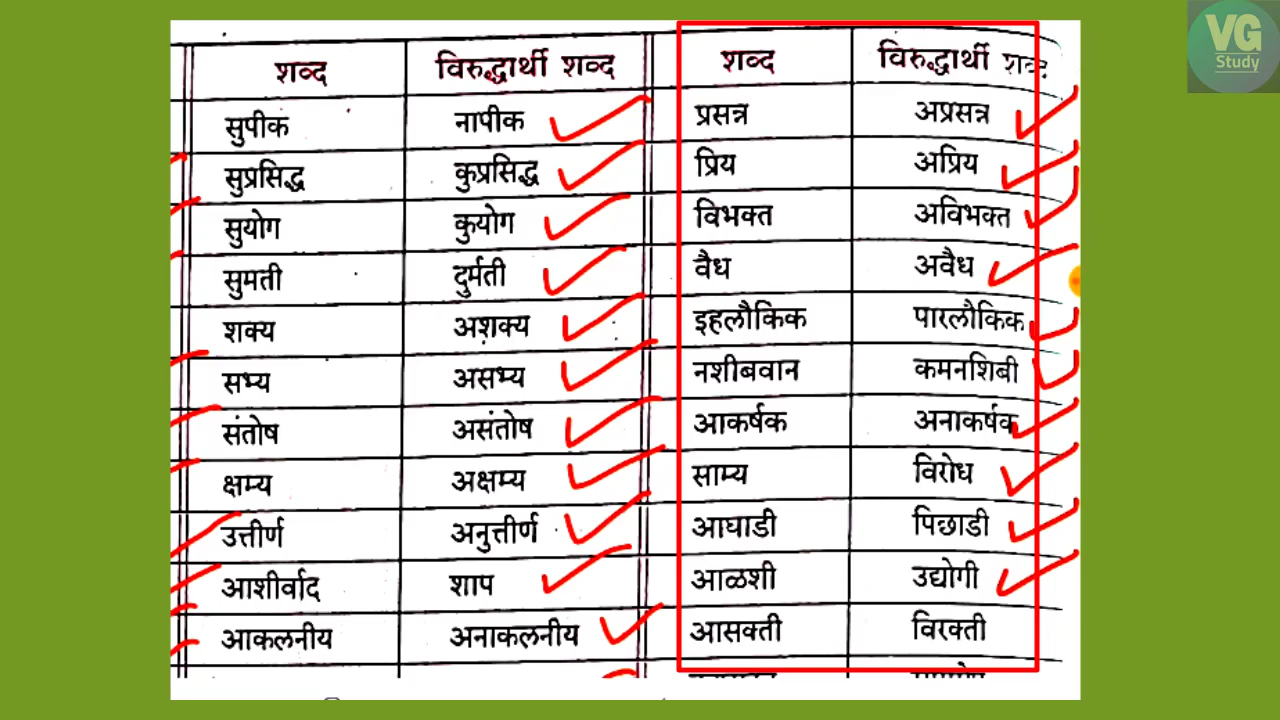 VG
Study
शब्द विरुद्धार्थी शब्द शब्द विरुद्धार्थी शब्द
सुपीक नापीक प्रसन्न अप्रसन्न
सुप्रसिद्ध कुप्रसिद्ध प्रिय अप्रिय
सुयोग कुयोग विभक्त अविभक्त
सुमती दुर्मती वैध अवैध
शक्य अशक्य इहलौकिक पारलौकिक
सभ्य असभ्य नशीबवान कमनशिबी
संतोष असंतोष आकर्षक अनाकर्षक
क्षम्य अक्षम्य साम्य विरोध
उत्तीर्ण अनुत्तीर्ण आघाडी पिछाडी
आशीर्वाद शाप आळशी उद्योगी
आकलनीय अनाकलनीय आसक्ती विरक्ती